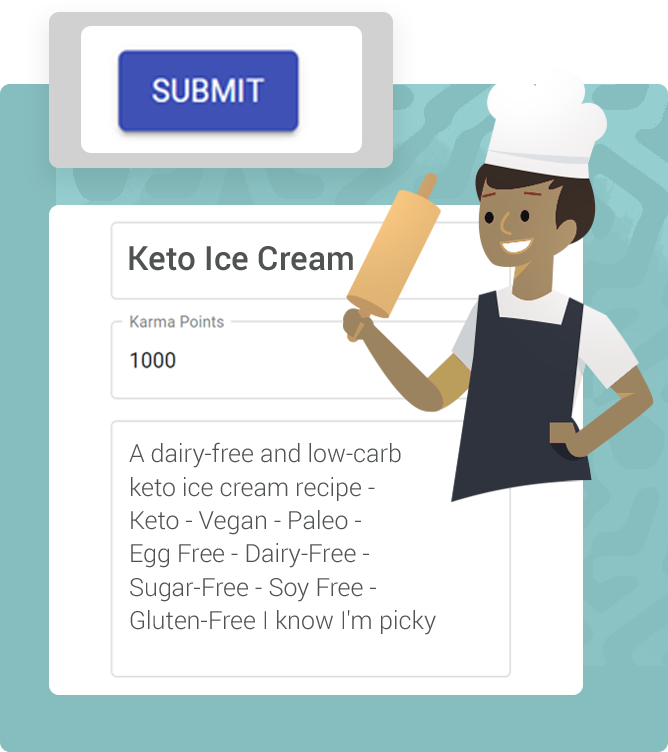 SUBMIT
Keto Ice Cream
Karma Points
1000
A dairy-free and low-carb
keto ice cream recipe -
Keto - Vegan - Paleo -
Egg Free - Dairy-Free -
Sugar-Free - Soy Free -
Gluten-Free I know I'm picky